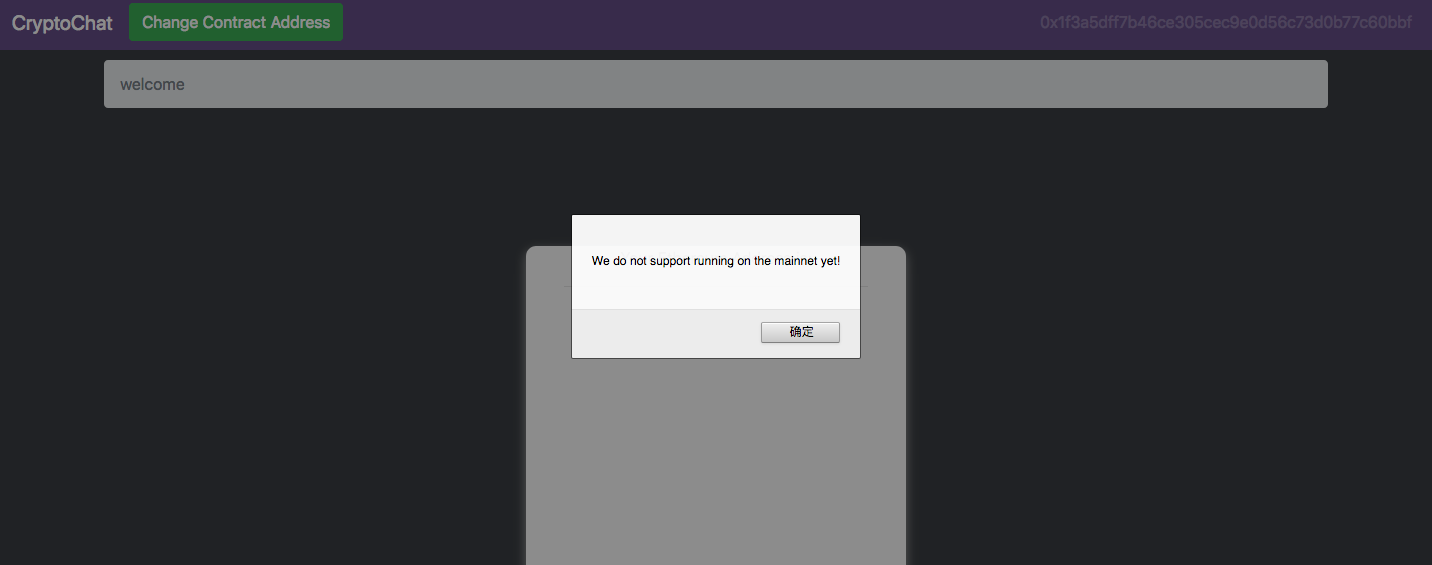 CryptoChat
Change Contract Address
0x1f3a5dff7b46ce305cec9e0d56c73d0b77c60bbf
welcome
We do not support running on the mainnet yet!
确定